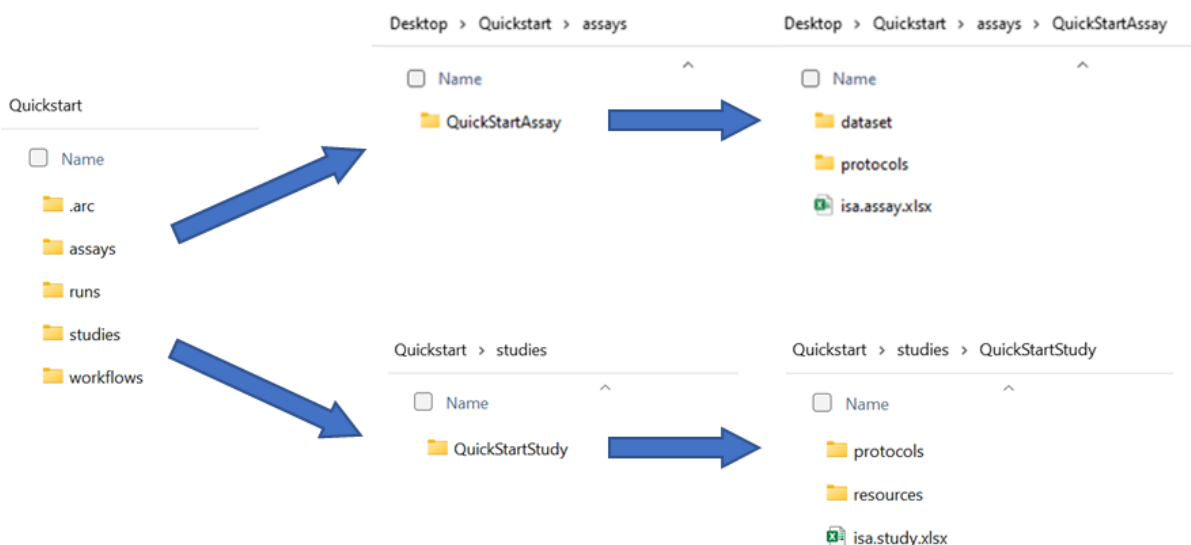 Quickstart
Name
.arc
assays
runs
studies
workflows
Desktop > Quickstart > assays
Name
QuickStartAssay
Desktop > Quickstart > assays > QuickStartAssay
Name
dataset
protocols
isa.assay.xlsx
Quickstart > studies
Name
QuickStartStudy
Quickstart > studies > QuickStartStudy
Name
protocols
resources
isa.study.xlsx